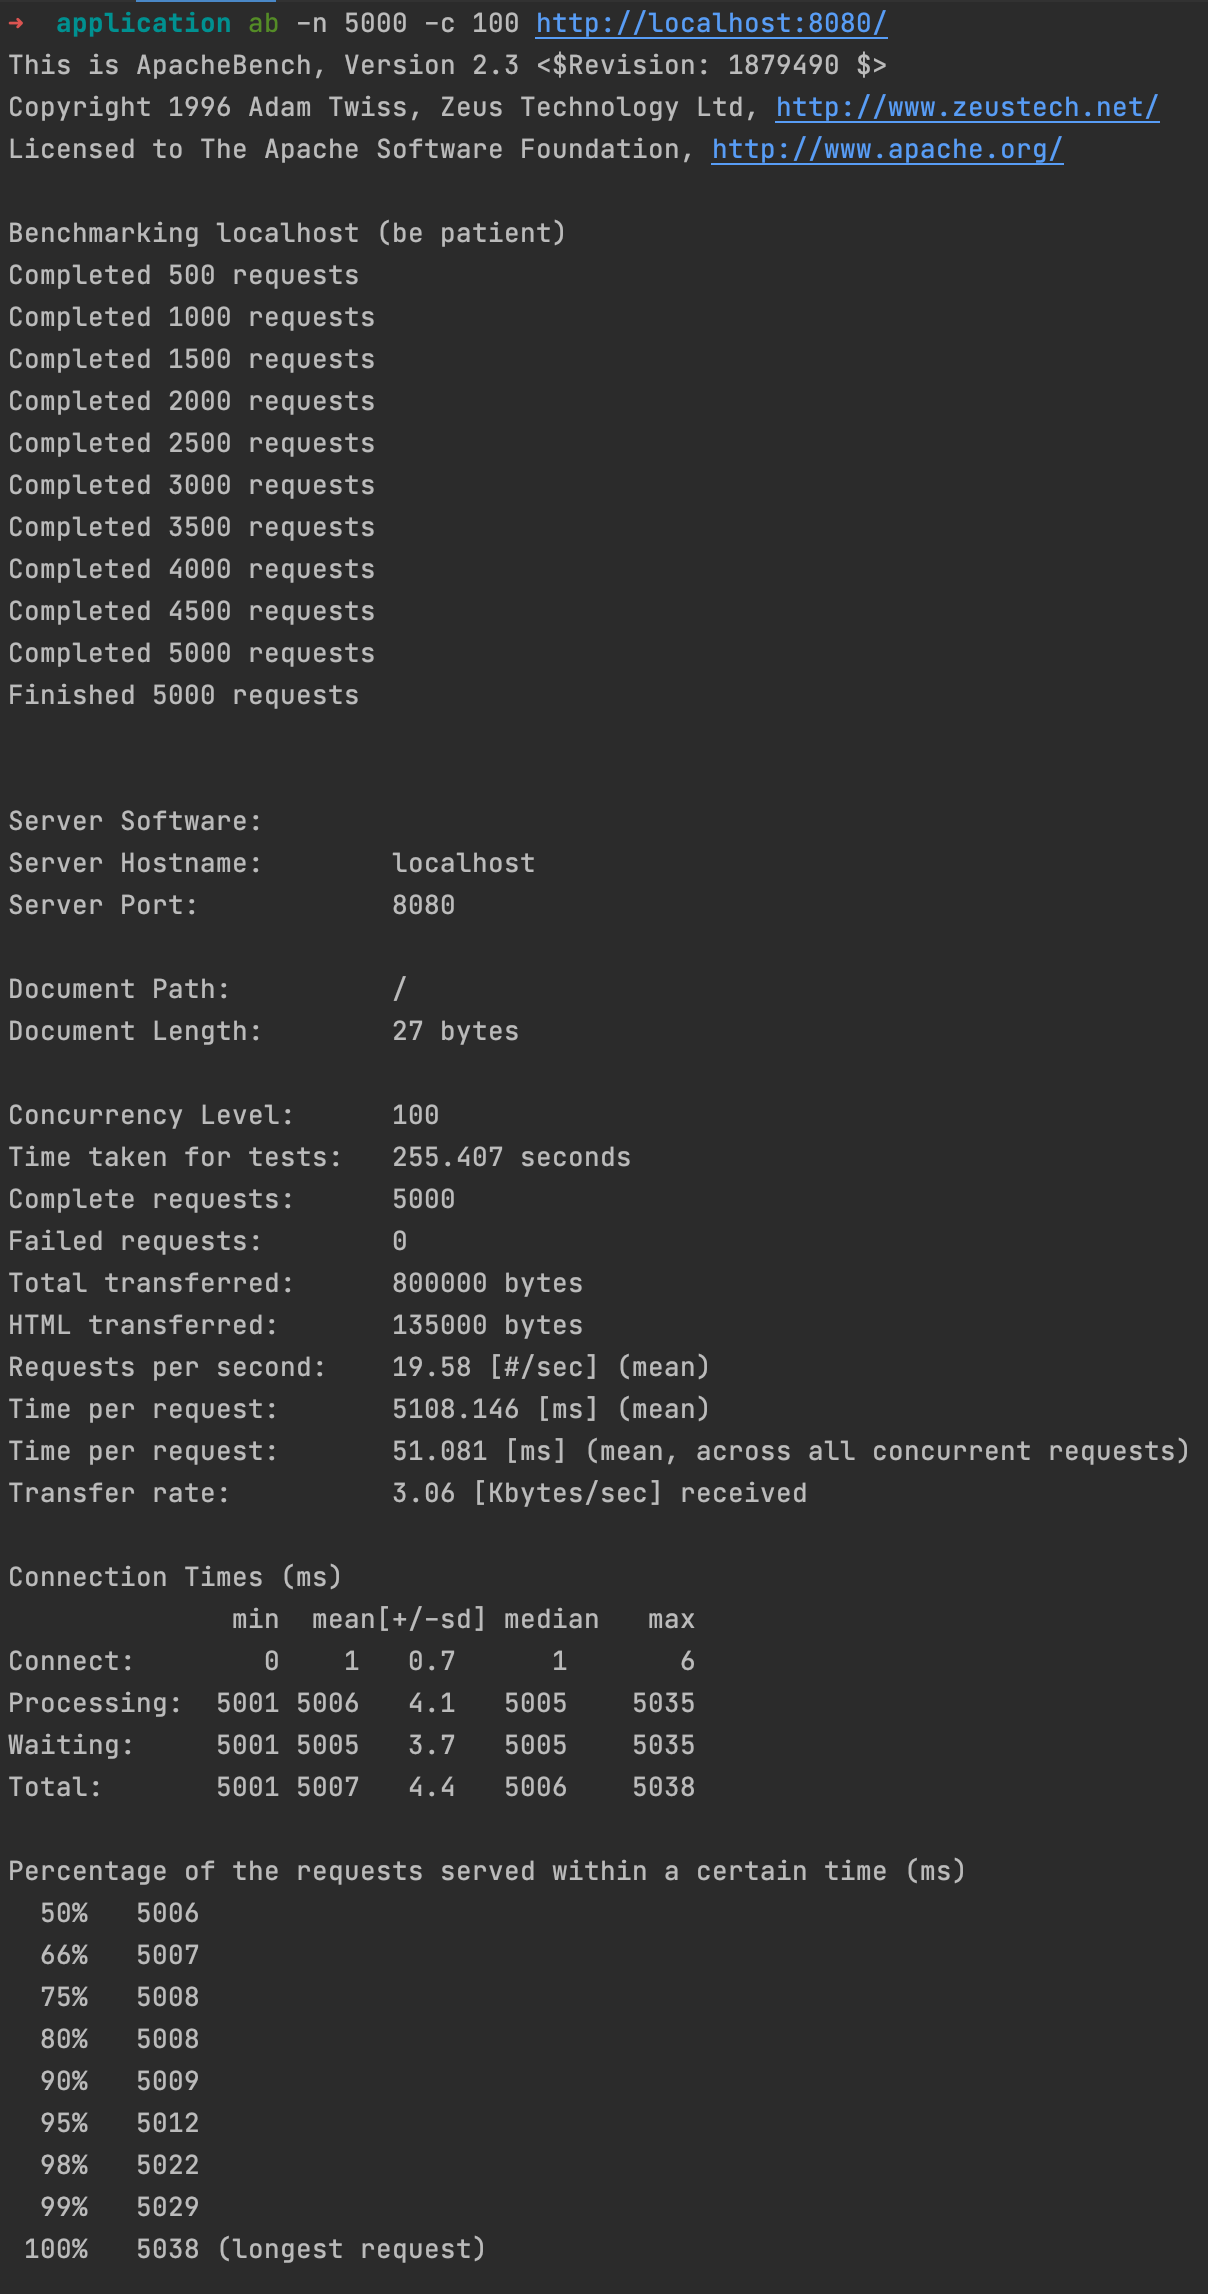 →  application ab -n 5000 -c 100 http://localhost:8080/
This is ApacheBench, Version 2.3 <$Revision: 1879490 $>
Copyright 1996 Adam Twiss, Zeus Technology Ltd, http://www.zeustech.net/
Licensed to The Apache Software Foundation, http://www.apache.org/

Benchmarking localhost (be patient)
Completed 500 requests
Completed 1000 requests
Completed 1500 requests
Completed 2000 requests
Completed 2500 requests
Completed 3000 requests
Completed 3500 requests
Completed 4000 requests
Completed 4500 requests
Completed 5000 requests
Finished 5000 requests


Server Software:
Server Hostname:        localhost
Server Port:            8080

Document Path:          /
Document Length:        27 bytes

Concurrency Level:      100
Time taken for tests:   255.407 seconds
Complete requests:      5000
Failed requests:        0
Total transferred:      800000 bytes
HTML transferred:       135000 bytes
Requests per second:    19.58 [#/sec] (mean)
Time per request:       5108.146 [ms] (mean)
Time per request:       51.081 [ms] (mean, across all concurrent requests)
Transfer rate:          3.06 [Kbytes/sec] received

Connection Times (ms)
              min  mean[+/-sd] median   max
Connect:        0    1   0.7      1       6
Processing:  5001 5006   4.1   5005    5035
Waiting:     5001 5005   3.7   5005    5035
Total:       5001 5007   4.4   5006    5038

Percentage of the requests served within a certain time (ms)
  50%   5006
  66%   5007
  75%   5008
  80%   5008
  90%   5009
  95%   5012
  98%   5022
  99%   5029
 100%   5038 (longest request)